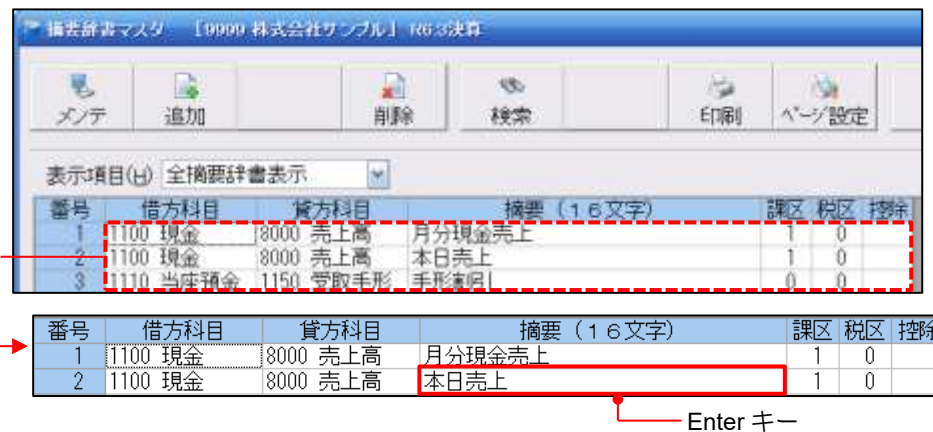 摘要辞書マスタ 「9999 株式会社サンプル」 R6.3決算
メンテ 追加 削除 検索 印刷 ページ設定
表示項目(H) 全摘要辞書表示
番号 借方科目 貸方科目 摘要（１６文字） 課区 税区 控除
1 1100 現金 8000 売上高 月分現金売上 1 0
2 1100 現金 8000 売上高 本日売上 1 0
3 1110 当座預金 1150 受取手形 手形割引 0 0
番号 借方科目 貸方科目 摘要（１６文字） 課区 税区 控除
1 1100 現金 8000 売上高 月分現金売上 1 0
2 1100 現金 8000 売上高 本日売上 1 0
Enter キー